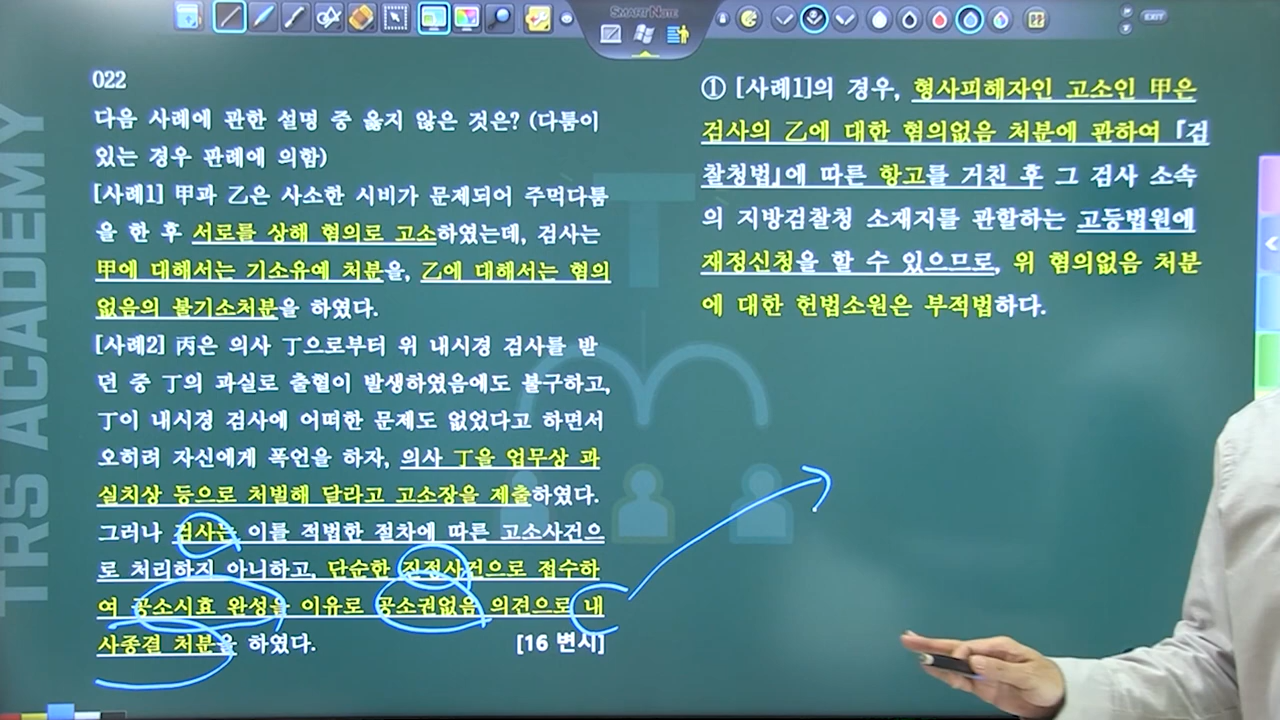 SMART NOTE
EXIT
TRS ACADEMY
022
다음 사례에 관한 설명 중 옳지 않은 것은? (다툼이
있는 경우 판례에 의함)
[사례1] 甲과 乙은 사소한 시비가 문제되어 주먹다툼
을 한 후 서로를 상해 혐의로 고소하였는데, 검사는
甲에 대해서는 기소유예 처분을, 乙에 대해서는 혐의
없음의 불기소처분을 하였다.
[사례2] 丙은 의사 丁으로부터 위 내시경 검사를 받
던 중 丁의 과실로 출혈이 발생하였음에도 불구하고,
丁이 내시경 검사에 어떠한 문제도 없었다고 하면서
오히려 자신에게 폭언을 하자, 의사 丁을 업무상 과
실치상 등으로 처벌해 달라고 고소장을 제출하였다.
그러나 검사는 이를 적법한 절차에 따른 고소사건으
로 처리하지 아니하고, 단순한 진정사건으로 접수하
여 공소시효 완성을 이유로 공소권없음 의견으로 내
사종결 처분을 하였다. [16 변시]
① [사례1]의 경우, 형사피해자인 고소인 甲은
검사의 乙에 대한 혐의없음 처분에 관하여 「검
찰청법」에 따른 항고를 거친 후 그 검사 소속
의 지방검찰청 소재지를 관할하는 고등법원에
재정신청을 할 수 있으므로, 위 혐의없음 처분
에 대한 헌법소원은 부적법하다.